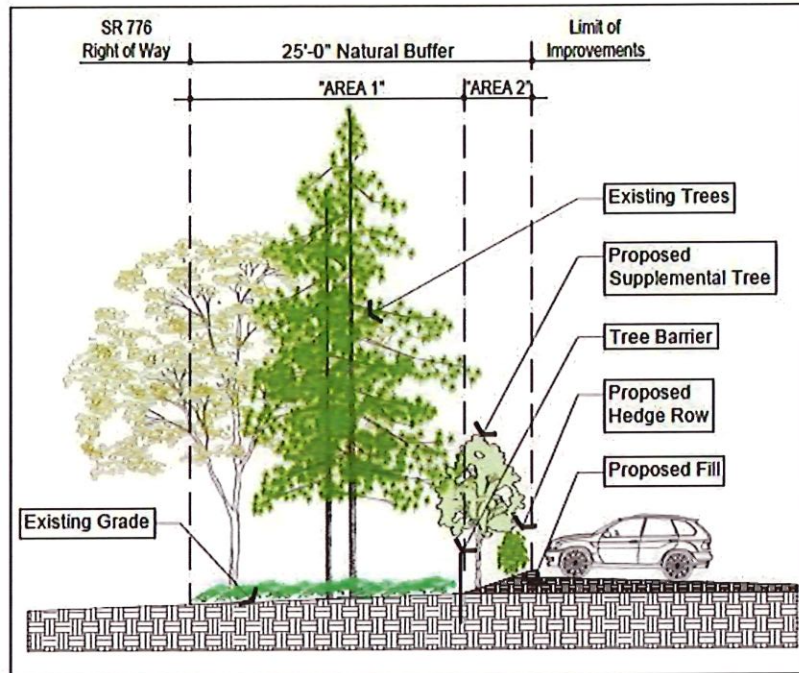 SR 776
Right of Way
25'-0" Natural Buffer
Limit of
Improvements
"AREA 1"
"AREA 2"
Existing Trees
Proposed
Supplemental Tree
Tree Barrier
Proposed
Hedge Row
Proposed Fill
Existing Grade